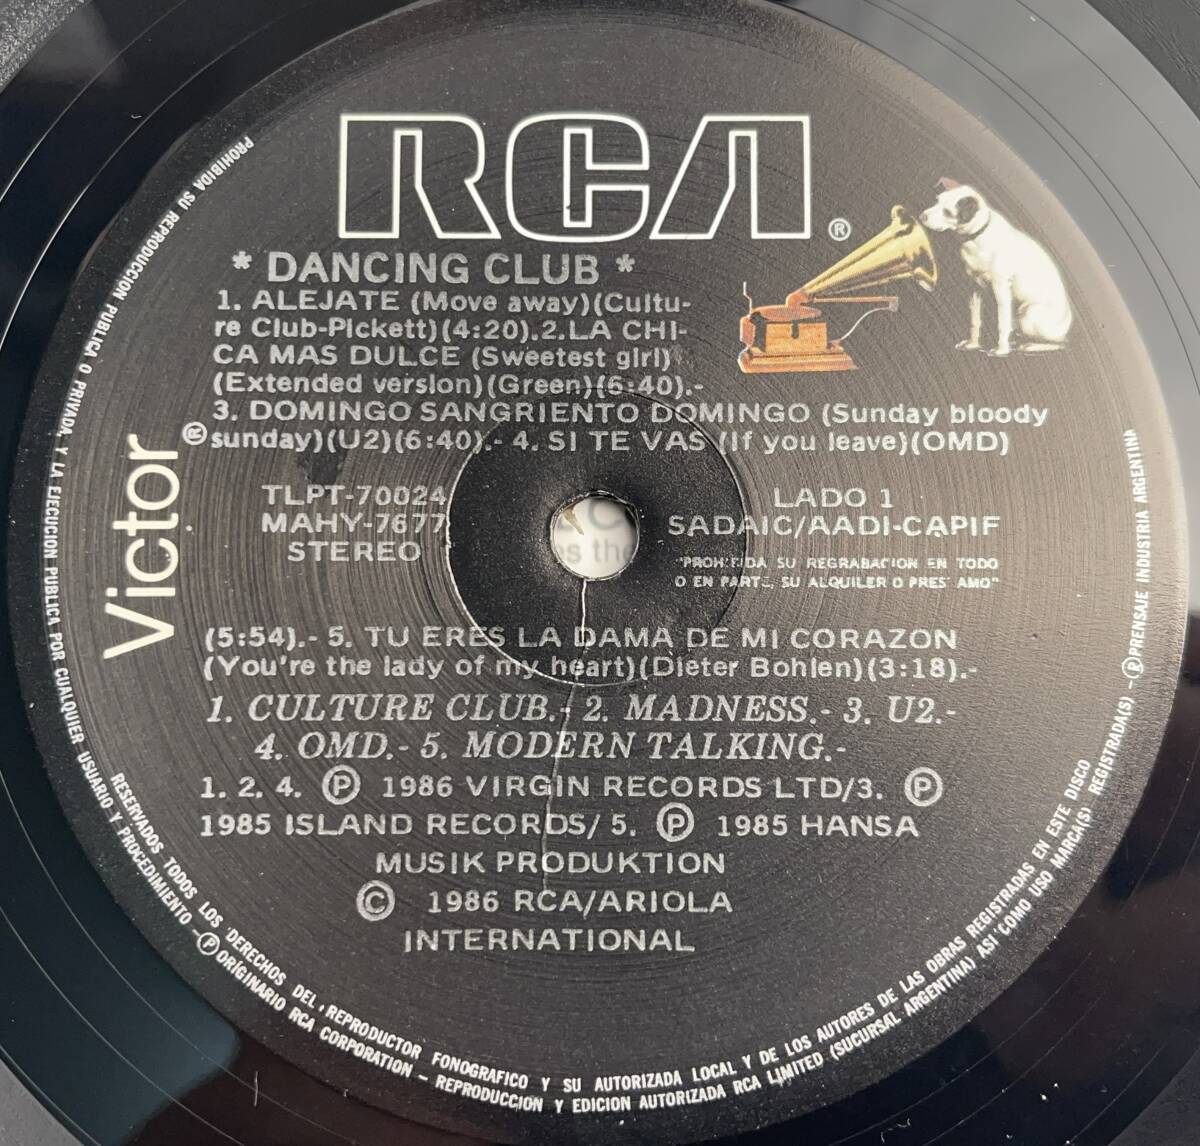 RCA®
* DANCING CLUB *
1. ALEJATE (Move away)(Cultu-
re Club-Pickett)(4:20).2.LA CHI-
CA MAS DULCE (Sweetest girl)
(Extended version)(Green)(6:40).-
3. DOMINGO SANGRIENTO DOMINGO (Sunday bloody
sunday)(U2)(6:40).- 4. SI TE VAS (If you leave)(OMD)
Victor®
TLPT-70024
MAHY-7677
STEREO
LADO 1
SADAIC/AADI-CAPIF
"PROHIBIDA SU REGRABACION EN TODO
O EN PARTE, SU ALQUILER O PRESTAMO"
(5:54).- 5. TU ERES LA DAMA DE MI CORAZON
(You're the lady of my heart)(Dieter Bohlen)(3:18).-
1. CULTURE CLUB.- 2. MADNESS.- 3. U2.-
4. OMD.- 5. MODERN TALKING.-
1. 2. 4. ℗ 1986 VIRGIN RECORDS LTD/3. ℗
1985 ISLAND RECORDS/ 5. ℗ 1985 HANSA
MUSIK PRODUKTION
© 1986 RCA/ARIOLA
INTERNATIONAL
PROHIBIDA SU REPRODUCCION PUBLICA O PRIVADA Y LA EJECUCION PUBLICA POR CUALQUIER USUARIO Y PROCEDIMIENTO - ℗ ORIGINARIO RCA CORPORATION - REPRODUCCION Y EDICION AUTORIZADA RCA LIMITED (SUCURSAL ARGENTINA) ASI COMO USO MARCA(S) REGISTRADA(S) - ℗ PRENSAJE INDUSTRIA ARGENTINA
RESERVADOS TODOS LOS DERECHOS DEL REPRODUCTOR FONOGRAFICO Y SU AUTORIZADA LOCAL Y DE LOS AUTORES DE LAS OBRAS REGISTRADAS EN ESTE DISCO